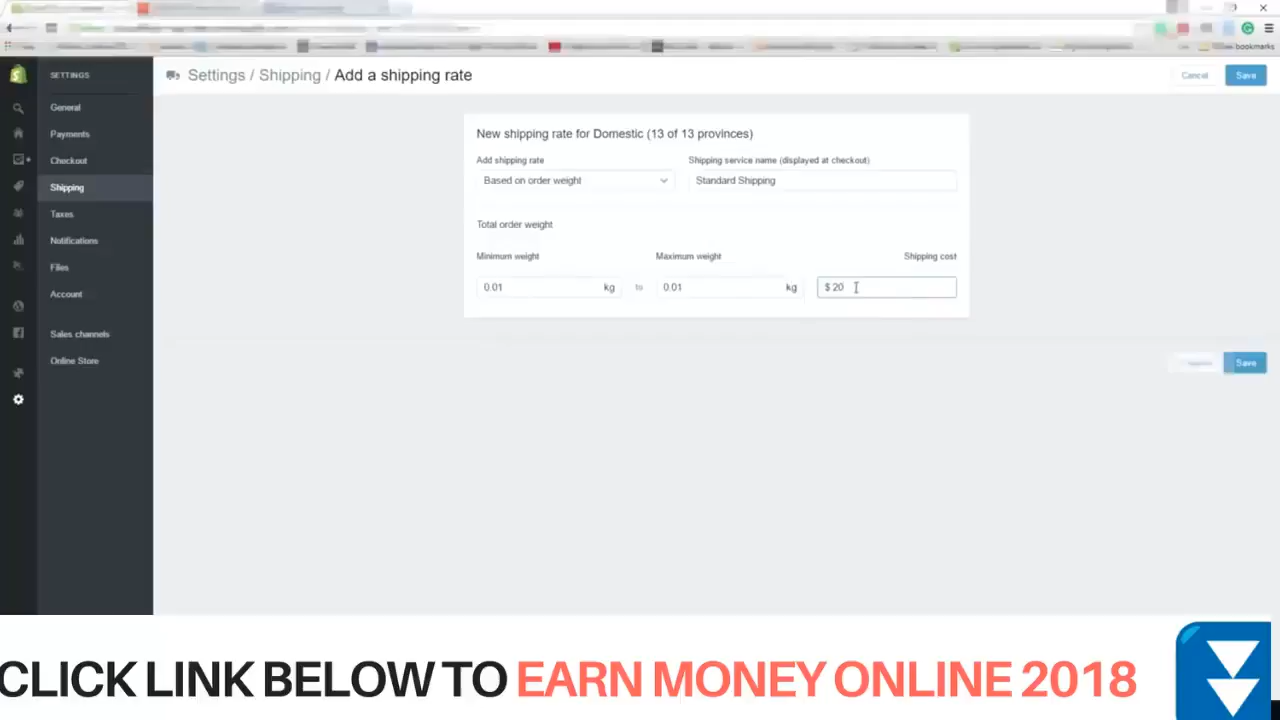 bookmarks
SETTINGS
Settings / Shipping / Add a shipping rate
Cancel
Save
General
Payments
Checkout
Shipping
Taxes
Notifications
Files
Account
Sales channels
Online Store
New shipping rate for Domestic (13 of 13 provinces)
Add shipping rate
Shipping service name (displayed at checkout)
Based on order weight
Standard Shipping
Total order weight
Minimum weight
Maximum weight
Shipping cost
0.01 kg to 0.01 kg $ 20
Save
CLICK LINK BELOW TO EARN MONEY ONLINE 2018